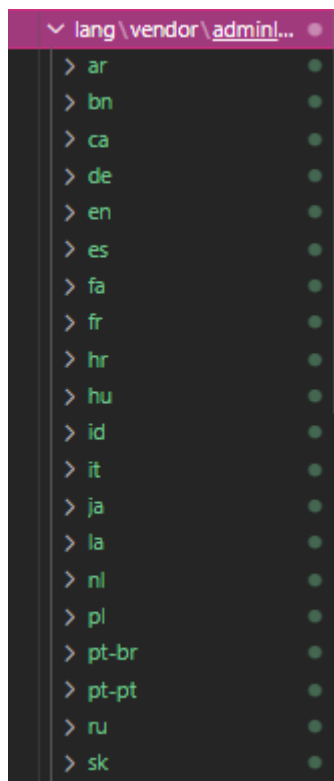 lang\vendor\adminl...
ar
bn
ca
de
en
es
fa
fr
hr
hu
id
it
ja
la
nl
pl
pt-br
pt-pt
ru
sk